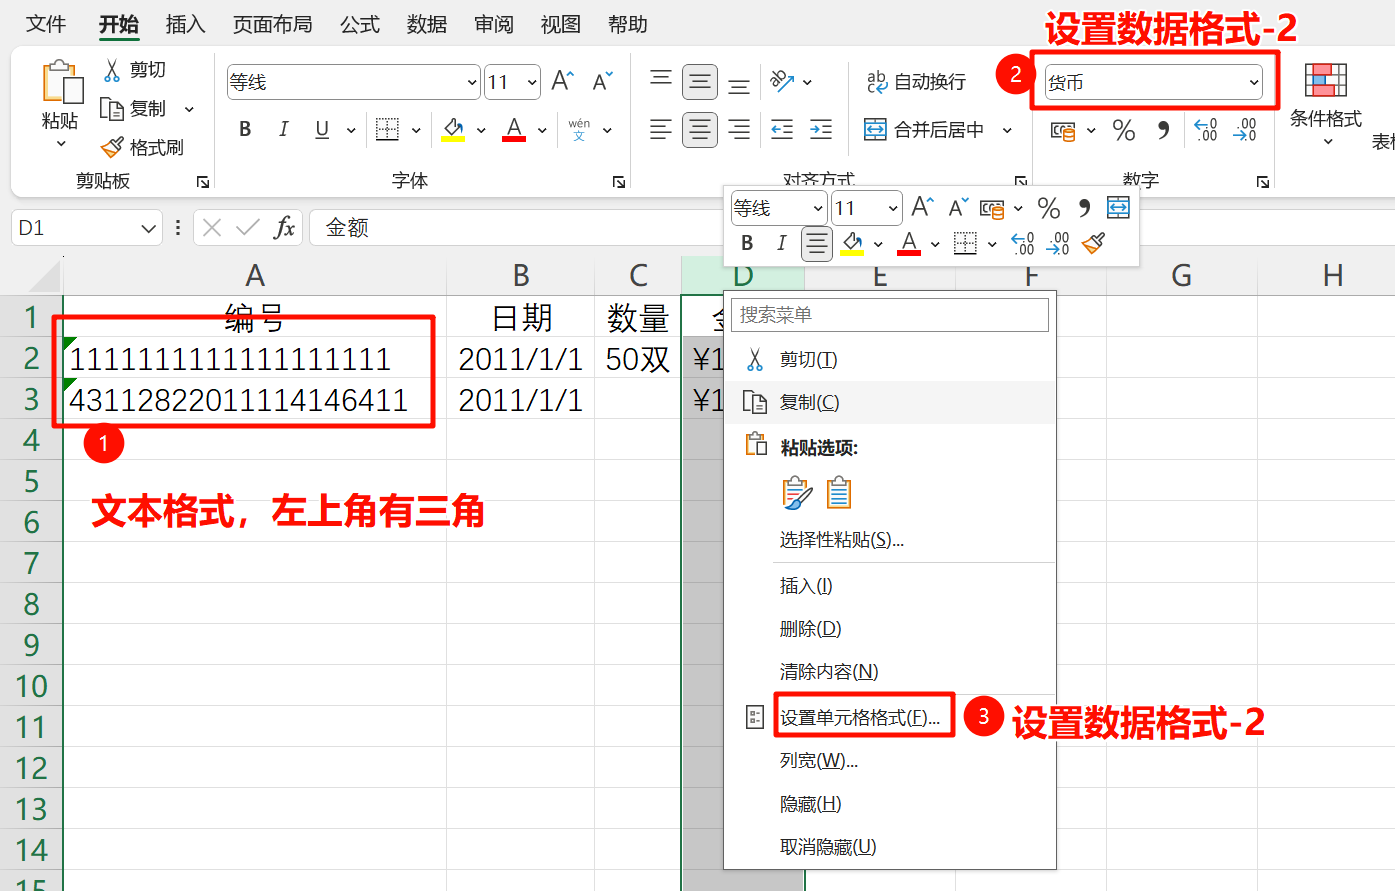 文件 开始 插入 页面布局 公式 数据 审阅 视图 帮助
设置数据格式-2
剪切
复制
格式刷
粘贴
剪贴板
等线 11 A A
B I U A wén 文
字体
ab 自动换行
合并后居中
对齐方式
2
货币
% , .00 .00
数字
条件格式
表格
D1 fx 金额
等线 11 A A % ,
B I A .00 .00
A B C D E F G H
1 编号 日期 数量
2 1111111111111111111 2011/1/1 50双 ¥1
3 43112822011114146411 2011/1/1 ¥1
4
5
6
7
8
9
10
11
12
13
14
15
1
文本格式，左上角有三角
搜索菜单
剪切(T)
复制(C)
粘贴选项:
选择性粘贴(S)...
插入(I)
删除(D)
清除内容(N)
设置单元格格式(F)...
3 设置数据格式-2
列宽(W)...
隐藏(H)
取消隐藏(U)